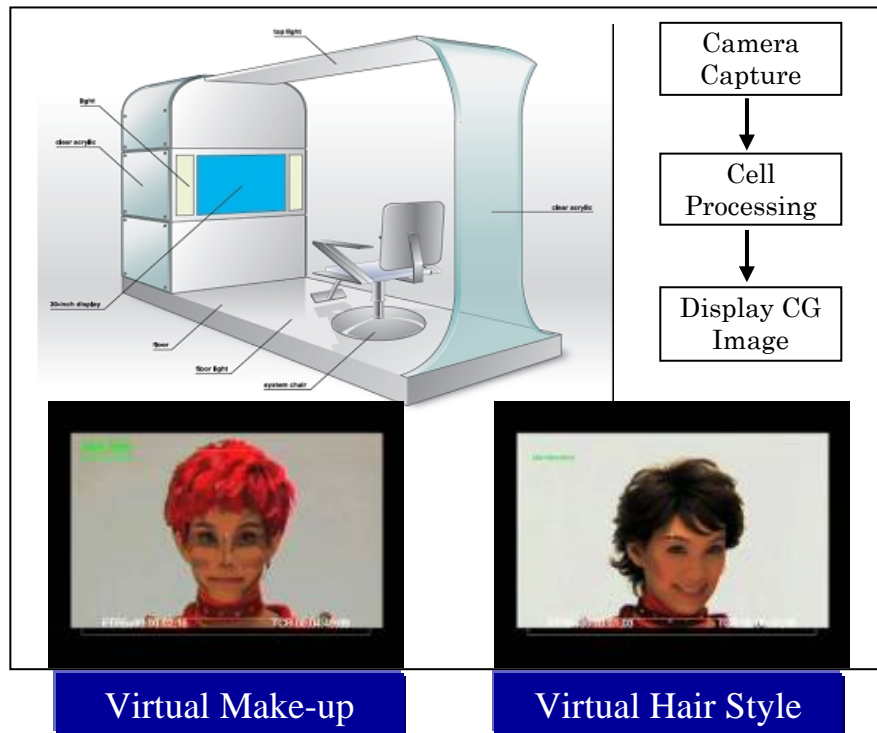 top light
light
clear acrylic
clear acrylic
30-inch display
floor
floor light
system chair
Camera
Capture
Cell
Processing
Display CG
Image
Virtual Make-up
Virtual Hair Style